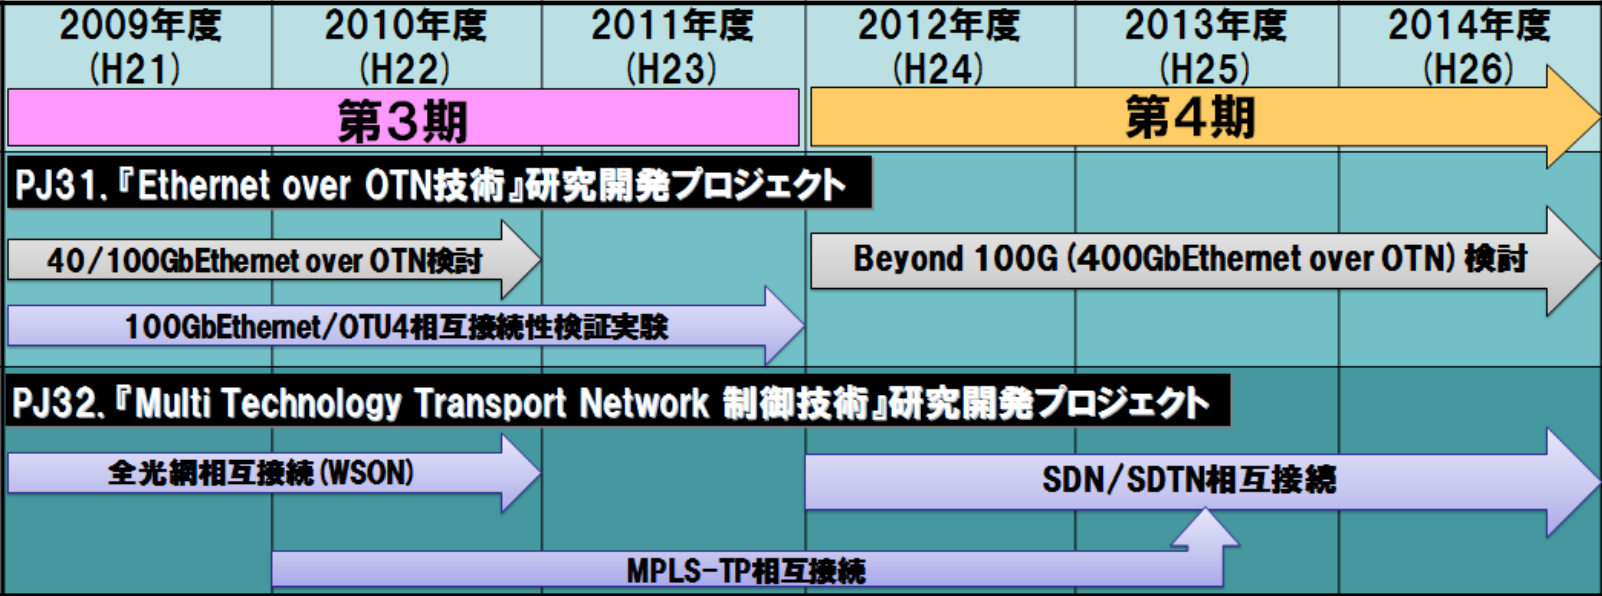 2009年度 2010年度 2011年度 2012年度 2013年度 2014年度
(H21) (H22) (H23) (H24) (H25) (H26)
第3期 第4期
PJ31.『Ethernet over OTN技術』研究開発プロジェクト
40/100GbEthernet over OTN検討
Beyond 100G (400GbEthernet over OTN) 検討
100GbEthernet/OTU4相互接続性検証実験
PJ32.『Multi Technology Transport Network 制御技術』研究開発プロジェクト
全光網相互接続(WSON)
SDN/SDTN相互接続
MPLS-TP相互接続